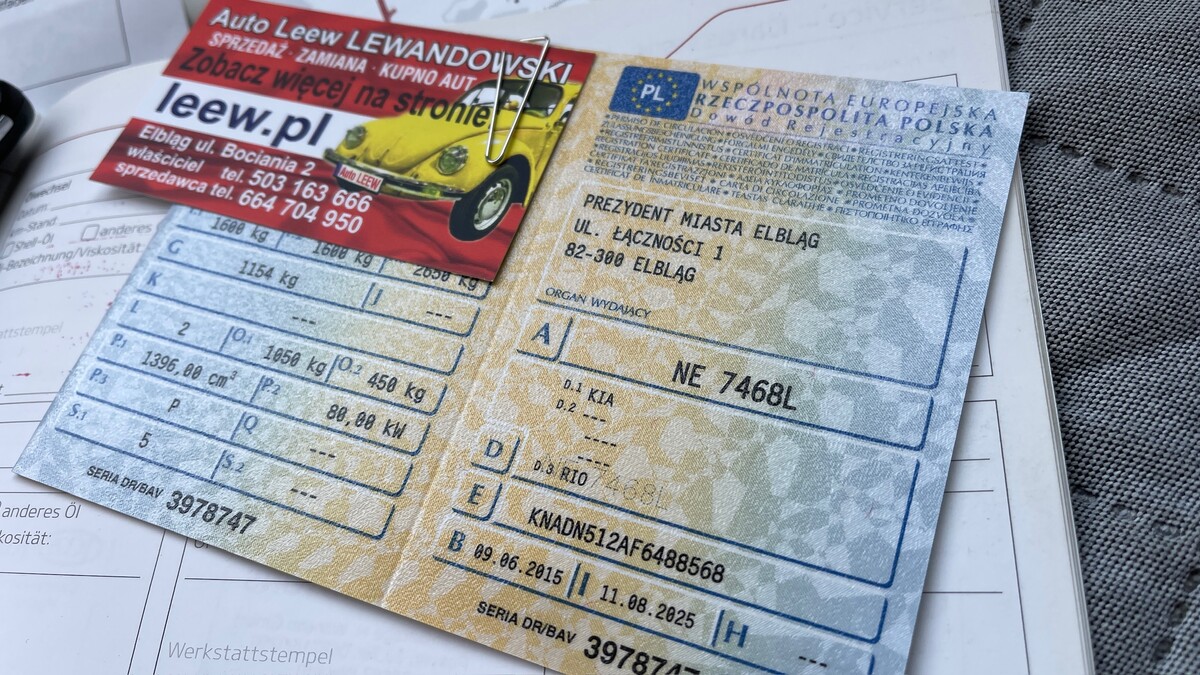 Auto Leew LEWANDOWSKI
SPRZEDAŻ · ZAMIANA · KUPNO AUT
Zobacz więcej na stronie
leew.pl
Elbląg ul. Bociania 2
właściciel tel. 503 163 666
sprzedawca tel. 664 704 950
Auto LEEW
1600 kg 1600 kg 2650 kg
G 1154 kg
J ---
K ---
L 2 O.1 1050 kg O.2 450 kg
P.1 1396,00 cm³ P.2 80,00 kW
P.3 P Q ---
S.1 5 S.2 ---
SERIA DR/BAV 3978747
PL
WSPÓLNOTA EUROPEJSKA
RZECZPOSPOLITA POLSKA
Dowód Rejestracyjny
PREZYDENT MIASTA ELBLĄG
UL. ŁĄCZNOŚCI 1
82-300 ELBLĄG
ORGAN WYDAJĄCY
A NE 7468L
D.1 KIA
D.2 ---
----
----
D D.3 RIO
7468L
E KNADN512AF6488568
B 09.06.2015 I 11.08.2025 H ---
SERIA DR/BAV 3978747
Datum
anderes
anderes Öl
Werkstattstempel